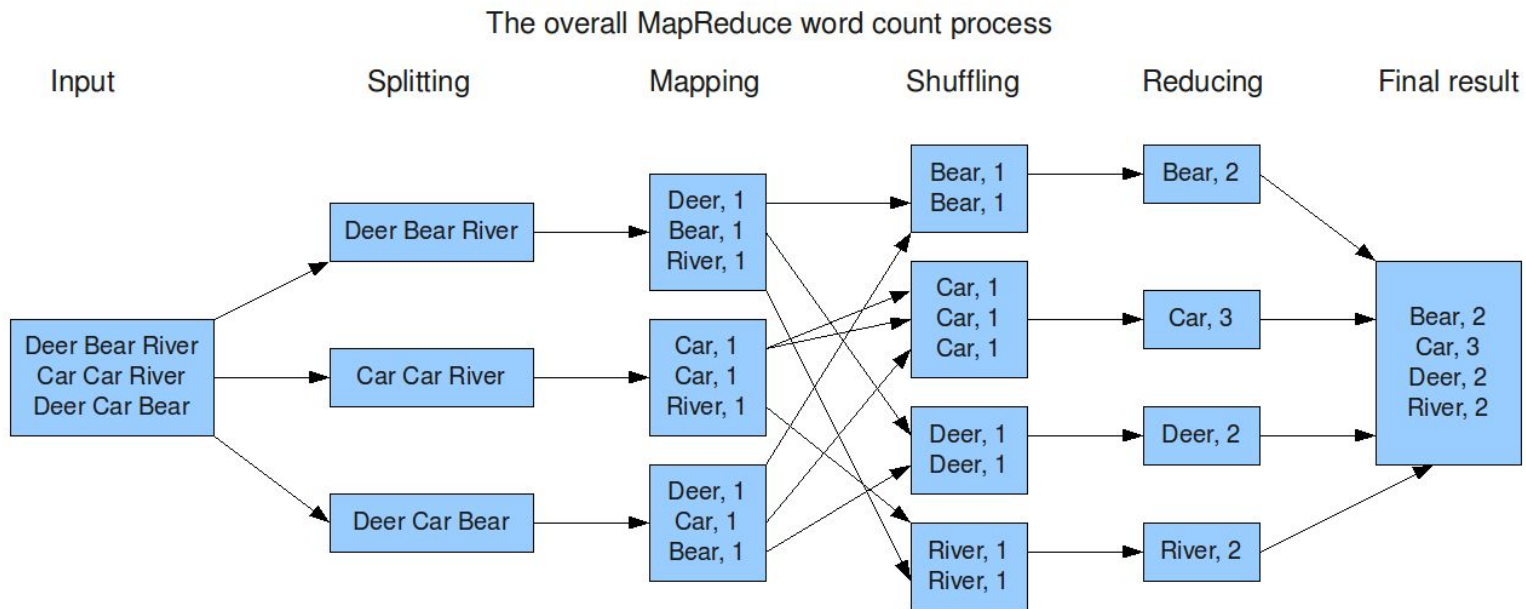 The overall MapReduce word count process
Input
Splitting
Mapping
Shuffling
Reducing
Final result
Deer Bear River
Car Car River
Deer Car Bear
Deer Bear River
Car Car River
Deer Car Bear
Deer, 1
Bear, 1
River, 1
Car, 1
Car, 1
River, 1
Deer, 1
Car, 1
Bear, 1
Bear, 1
Bear, 1
Car, 1
Car, 1
Car, 1
Deer, 1
Deer, 1
River, 1
River, 1
Bear, 2
Car, 3
Deer, 2
River, 2
Bear, 2
Car, 3
Deer, 2
River, 2